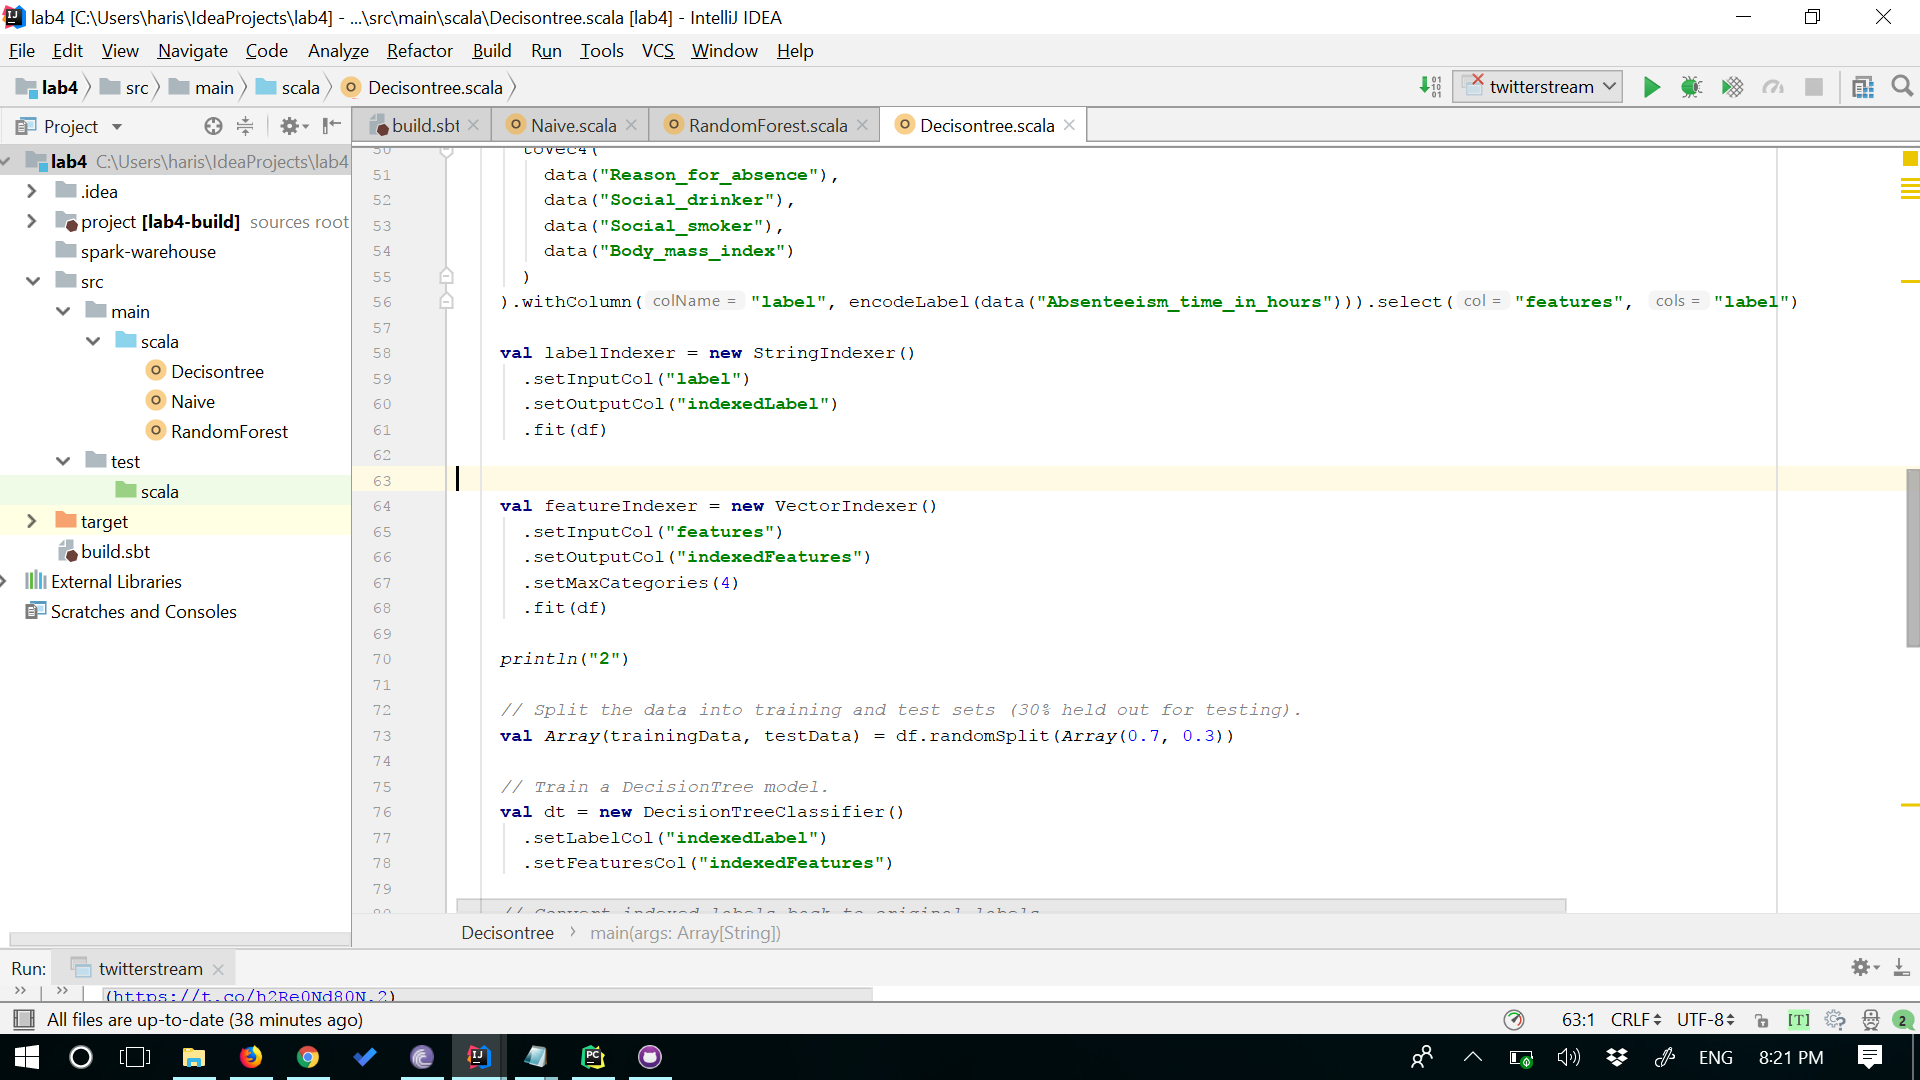 lab4 [C:\Users\haris\IdeaProjects\lab4] - ...\src\main\scala\Decisontree.scala [lab4] - IntelliJ IDEA
File Edit View Navigate Code Analyze Refactor Build Run Tools VCS Window Help
lab4 src main scala Decisontree.scala
twitterstream
Project
build.sbt Naive.scala RandomForest.scala Decisontree.scala
lab4 C:\Users\haris\IdeaProjects\lab4
.idea
project [lab4-build] sources root
spark-warehouse
src
main
scala
Decisontree
Naive
RandomForest
test
scala
target
build.sbt
External Libraries
Scratches and Consoles
50 toVec4(
51 data("Reason_for_absence"),
52 data("Social_drinker"),
53 data("Social_smoker"),
54 data("Body_mass_index")
55 )
56 ).withColumn( colName = "label", encodeLabel(data("Absenteeism_time_in_hours"))).select( col = "features", cols = "label")
57
58 val labelIndexer = new StringIndexer()
59 .setInputCol("label")
60 .setOutputCol("indexedLabel")
61 .fit(df)
62
63
64 val featureIndexer = new VectorIndexer()
65 .setInputCol("features")
66 .setOutputCol("indexedFeatures")
67 .setMaxCategories(4)
68 .fit(df)
69
70 println("2")
71
72 // Split the data into training and test sets (30% held out for testing).
73 val Array(trainingData, testData) = df.randomSplit(Array(0.7, 0.3))
74
75 // Train a DecisionTree model.
76 val dt = new DecisionTreeClassifier()
77 .setLabelCol("indexedLabel")
78 .setFeaturesCol("indexedFeatures")
79
80 // Convert indexed labels back to original labels
Decisontree main(args: Array[String])
Run: twitterstream
(https://t.co/h2Re0Nd80N,2)
All files are up-to-date (38 minutes ago)
63:1 CRLF UTF-8 [T] 2
ENG 8:21 PM